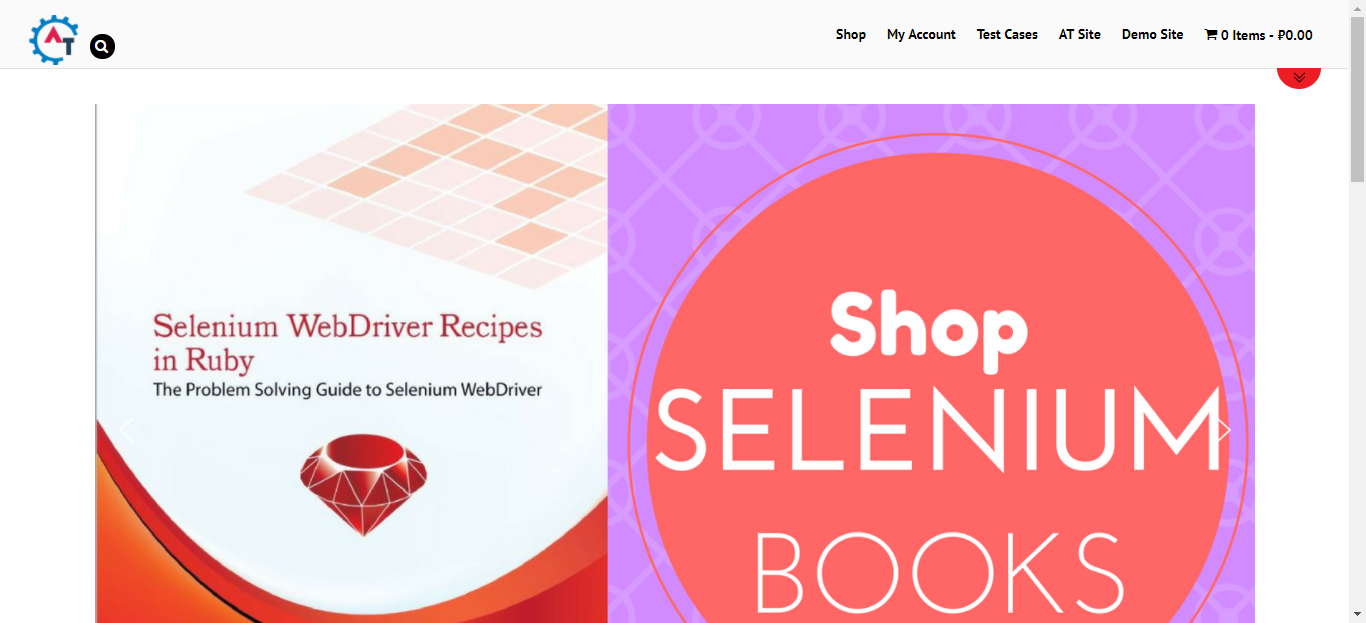 AT
Shop
My Account
Test Cases
AT Site
Demo Site
0 Items - ₽0.00
Selenium WebDriver Recipes
in Ruby
The Problem Solving Guide to Selenium WebDriver
Shop
SELENIUM
BOOKS